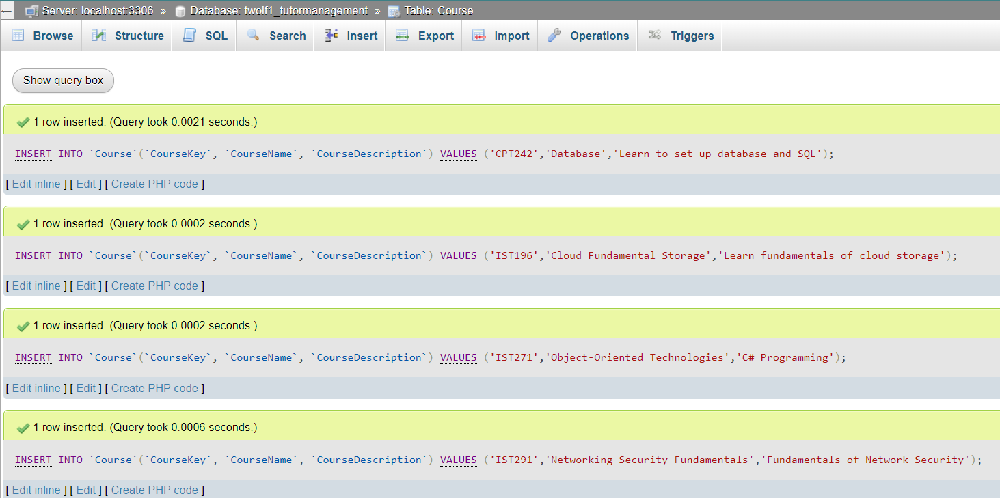 ← Server: localhost:3306 » Database: twolf1_tutormanagement » Table: Course
Browse Structure SQL Search Insert Export Import Operations Triggers
Show query box
1 row inserted. (Query took 0.0021 seconds.)
INSERT INTO `Course`(`CourseKey`, `CourseName`, `CourseDescription`) VALUES ('CPT242','Database','Learn to set up database and SQL');
[ Edit inline ] [ Edit ] [ Create PHP code ]
1 row inserted. (Query took 0.0002 seconds.)
INSERT INTO `Course`(`CourseKey`, `CourseName`, `CourseDescription`) VALUES ('IST196','Cloud Fundamental Storage','Learn fundamentals of cloud storage');
[ Edit inline ] [ Edit ] [ Create PHP code ]
1 row inserted. (Query took 0.0002 seconds.)
INSERT INTO `Course`(`CourseKey`, `CourseName`, `CourseDescription`) VALUES ('IST271','Object-Oriented Technologies','C# Programming');
[ Edit inline ] [ Edit ] [ Create PHP code ]
1 row inserted. (Query took 0.0006 seconds.)
INSERT INTO `Course`(`CourseKey`, `CourseName`, `CourseDescription`) VALUES ('IST291','Networking Security Fundamentals','Fundamentals of Network Security');
[ Edit inline ] [ Edit ] [ Create PHP code ]